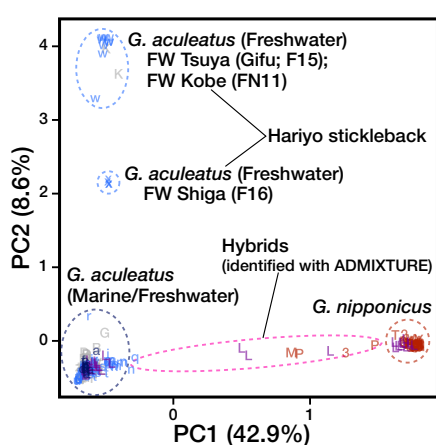 4
G. aculeatus (Freshwater)
FW Tsuya (Gifu; F15);
FW Kobe (FN11)
w
K
w
3
Hariyo stickleback
G. aculeatus (Freshwater)
FW Shiga (F16)
2
PC2 (8.6%)
1
Hybrids
(identified with ADMIXTURE)
G. aculeatus
(Marine/Freshwater)
G. nipponicus
r
G
a
0
L
L
M P
L
3
P
T
0
1
PC1 (42.9%)